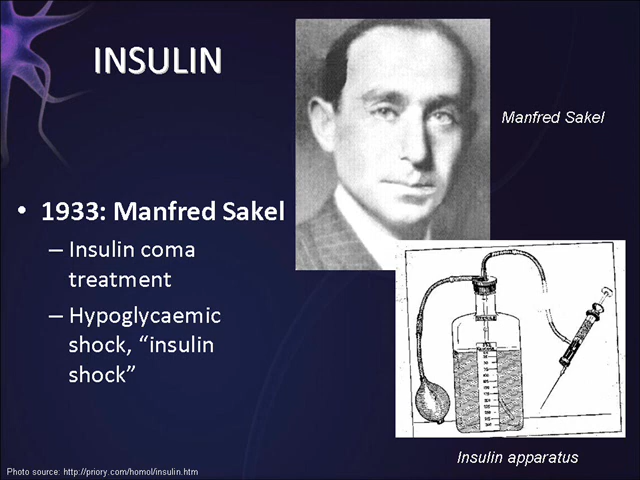 INSULIN
Manfred Sakel
• 1933: Manfred Sakel
– Insulin coma
treatment
– Hypoglycaemic
shock, “insulin
shock”
Insulin apparatus
Photo source: http://priory.com/homol/insulin.htm